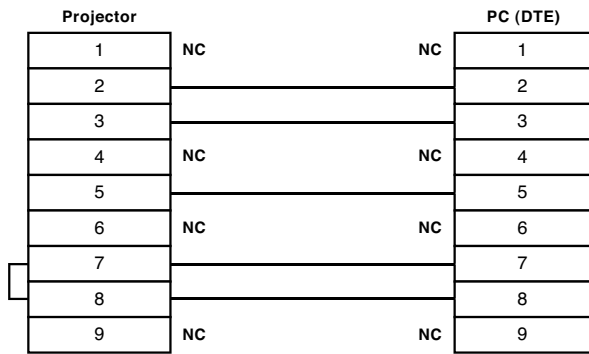 Projector PC (DTE)
1 NC NC 1
2 2
3 3
4 NC NC 4
5 5
6 NC NC 6
7 7
8 8
9 NC NC 9